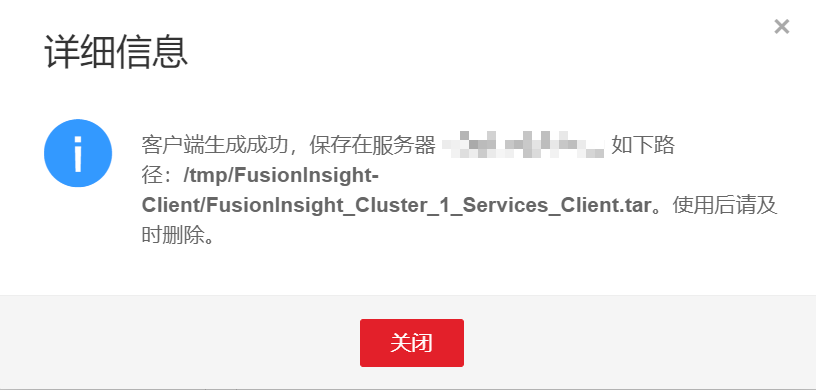 详细信息
客户端生成成功，保存在服务器 如下路
径：/tmp/FusionInsight-
Client/FusionInsight_Cluster_1_Services_Client.tar。使用后请及
时删除。
关闭